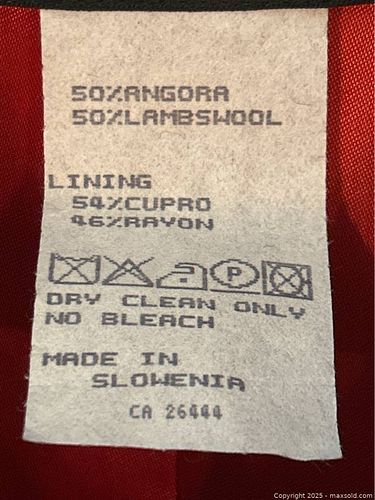 50%ANGORA
50%LAMBSWOOL
LINING
54%CUPRO
46%RAYON
P
DRY CLEAN ONLY
NO BLEACH
MADE IN
SLOWENIA
CA 26444
Copyright 2025 - maxsold.com